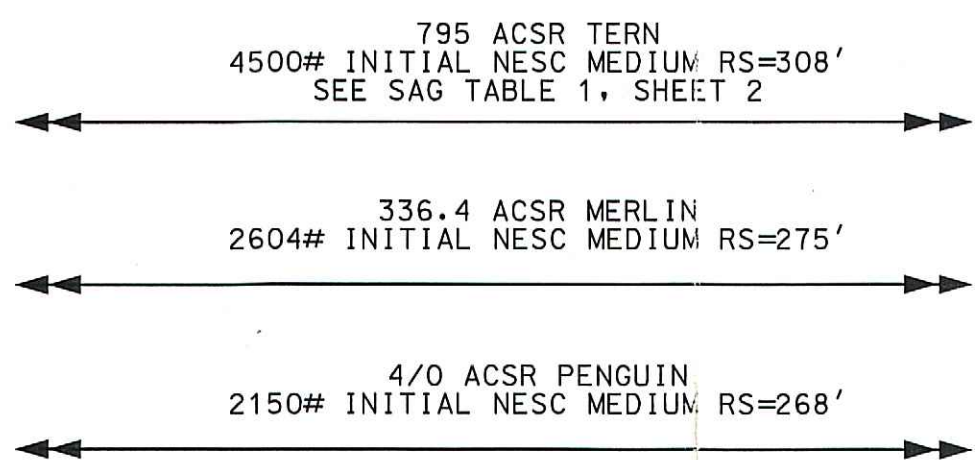 795 ACSR TERN
4500# INITIAL NESC MEDIUM RS=308'
SEE SAG TABLE 1, SHEET 2
336.4 ACSR MERLIN
2604# INITIAL NESC MEDIUM RS=275'
4/0 ACSR PENGUIN
2150# INITIAL NESC MEDIUM RS=268'